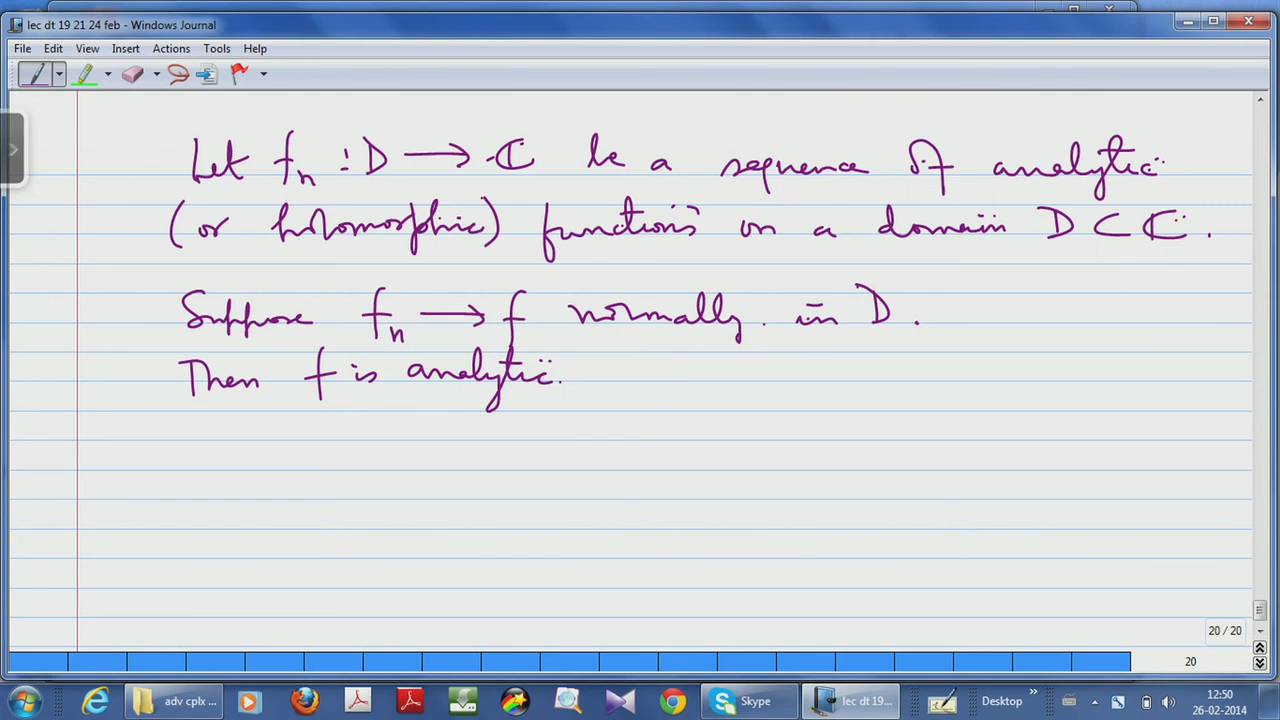 lec dt 19 21 24 feb - Windows Journal
File Edit View Insert Actions Tools Help
Let fₙ : D → ℂ be a sequence of analytic
(or holomorphic) functions on a domain D ⊂ ℂ.
Suppose fₙ → f normally in D.
Then f is analytic.
20 / 20
20
adv cplx ...
Skype
lec dt 19...
Desktop
12:50
26-02-2014